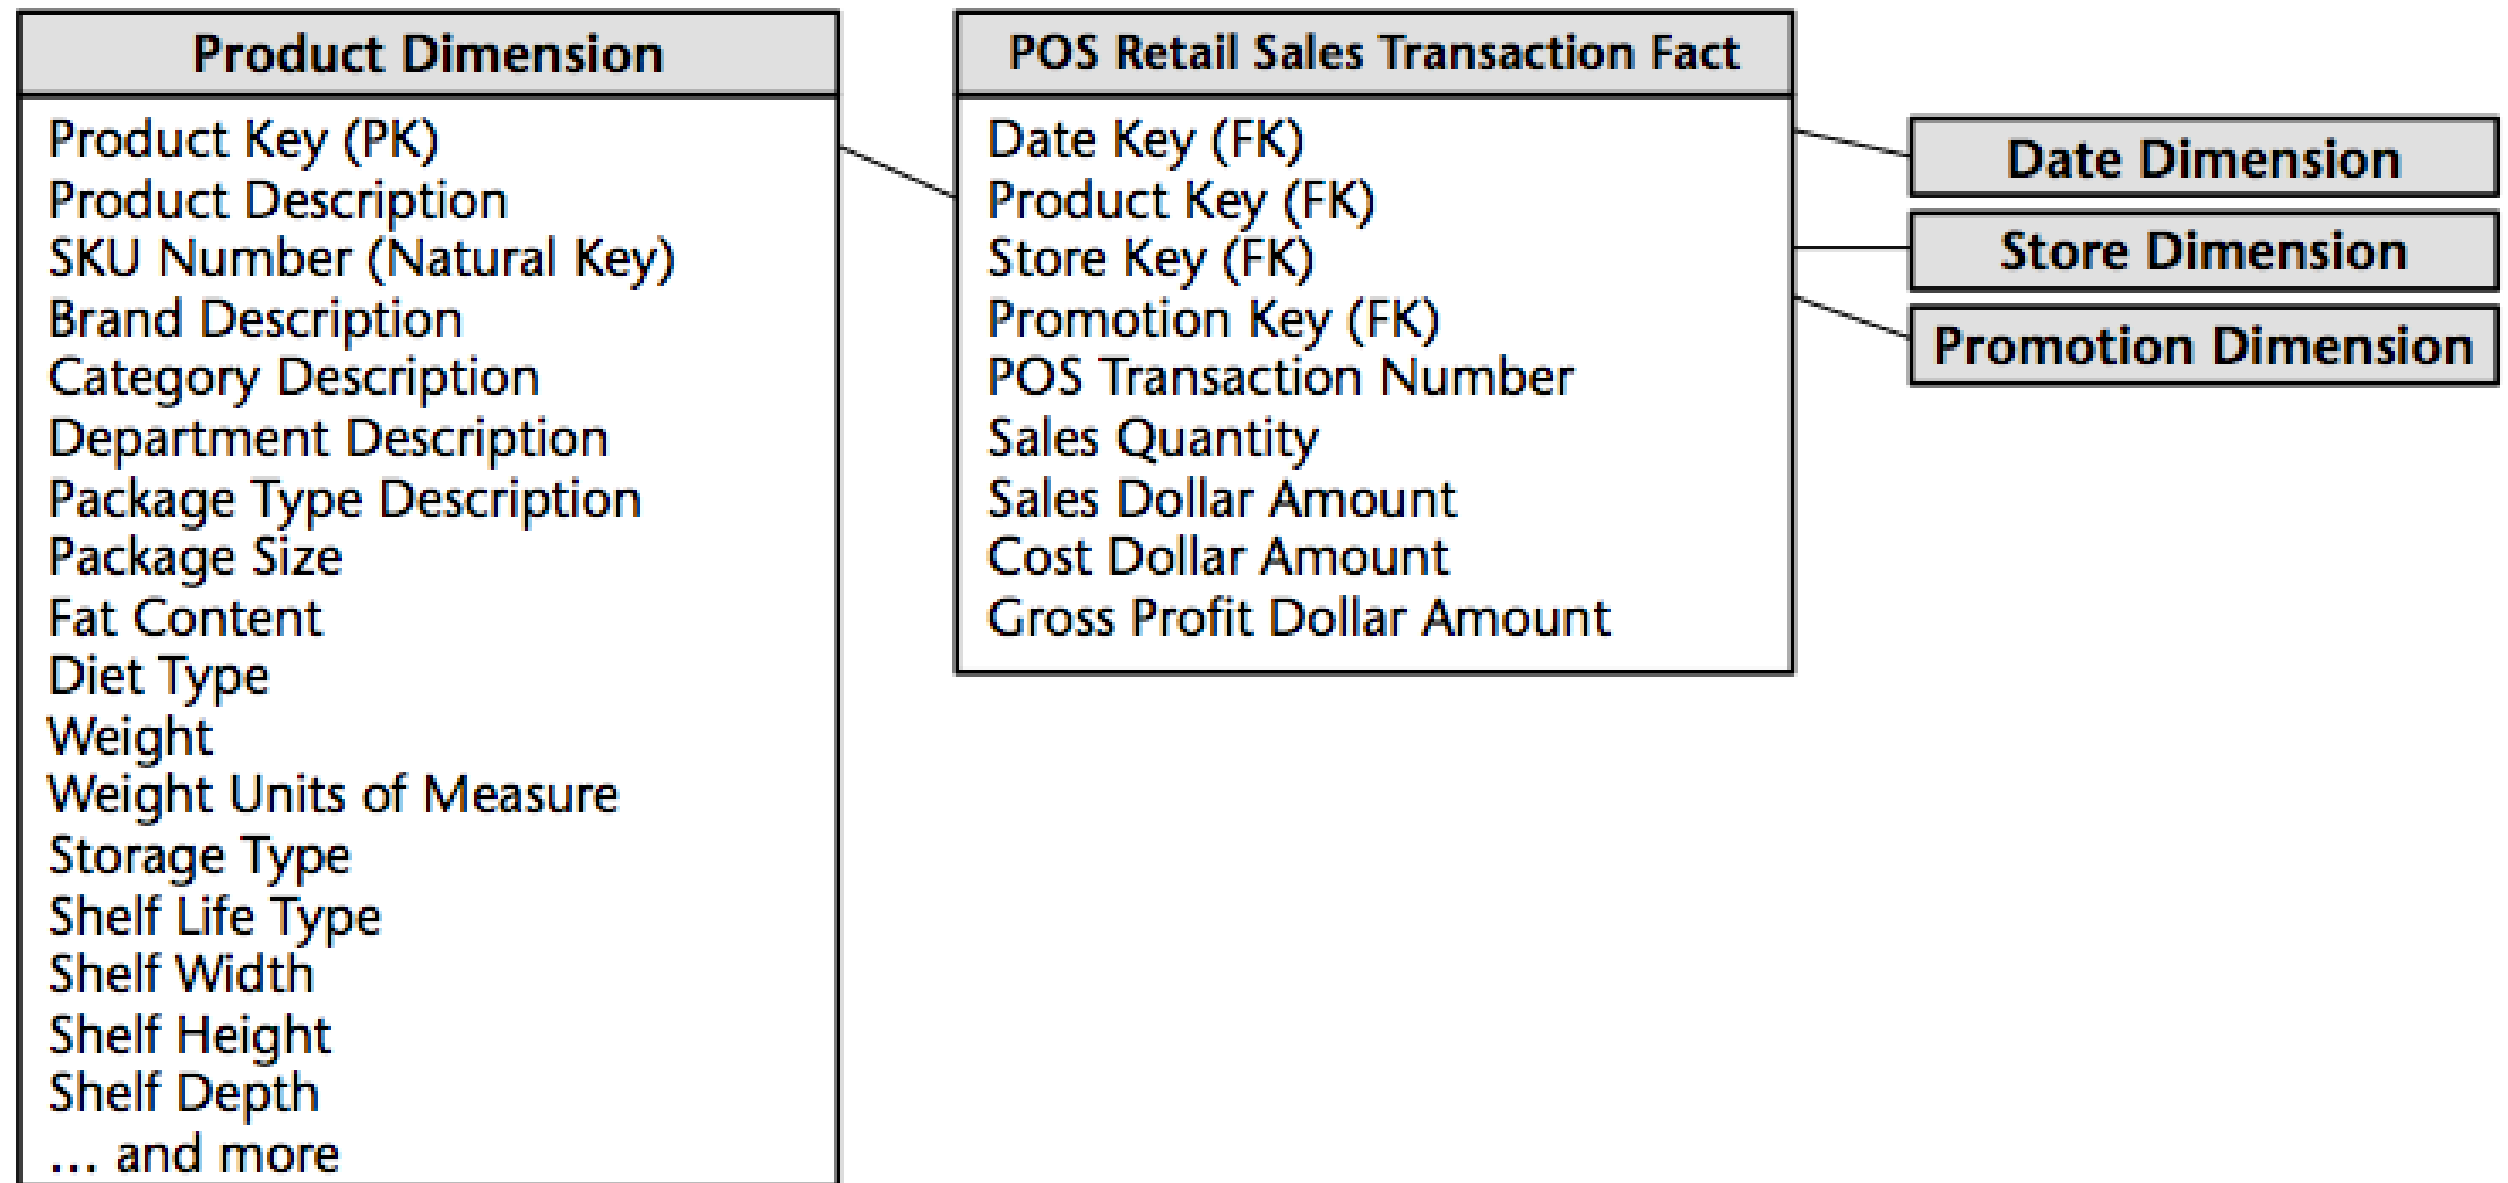 Product Dimension
Product Key (PK)
Product Description
SKU Number (Natural Key)
Brand Description
Category Description
Department Description
Package Type Description
Package Size
Fat Content
Diet Type
Weight
Weight Units of Measure
Storage Type
Shelf Life Type
Shelf Width
Shelf Height
Shelf Depth
... and more
POS Retail Sales Transaction Fact
Date Key (FK)
Product Key (FK)
Store Key (FK)
Promotion Key (FK)
POS Transaction Number
Sales Quantity
Sales Dollar Amount
Cost Dollar Amount
Gross Profit Dollar Amount
Date Dimension
Store Dimension
Promotion Dimension